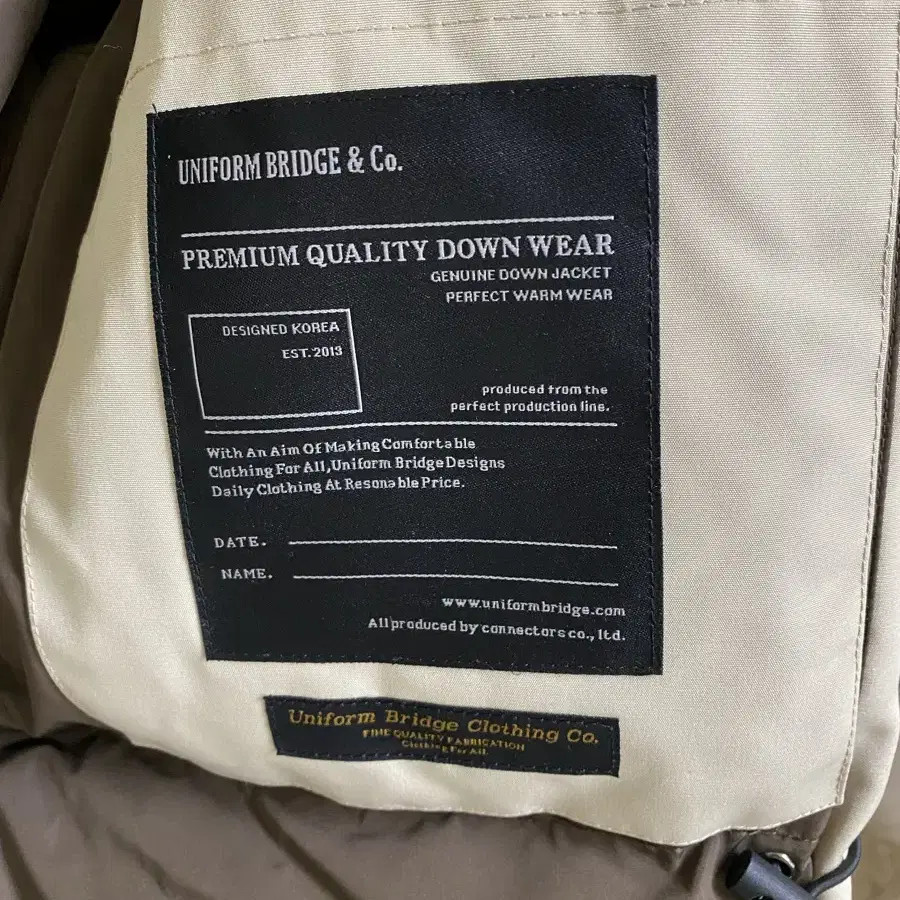 UNIFORM BRIDGE & Co.
PREMIUM QUALITY DOWN WEAR
GENUINE DOWN JACKET
PERFECT WARM WEAR
DESIGNED KOREA
EST. 2013
produced from the
perfect production line.
With An Aim Of Making Comfortable
Clothing For All, Uniform Bridge Designs
Daily Clothing At Resonable Price.
DATE.
NAME.
www.uniformbridge.com
All produced by connectors co., ltd.
Uniform Bridge Clothing Co.
FINE QUALITY FABRICATION
Clothing For All